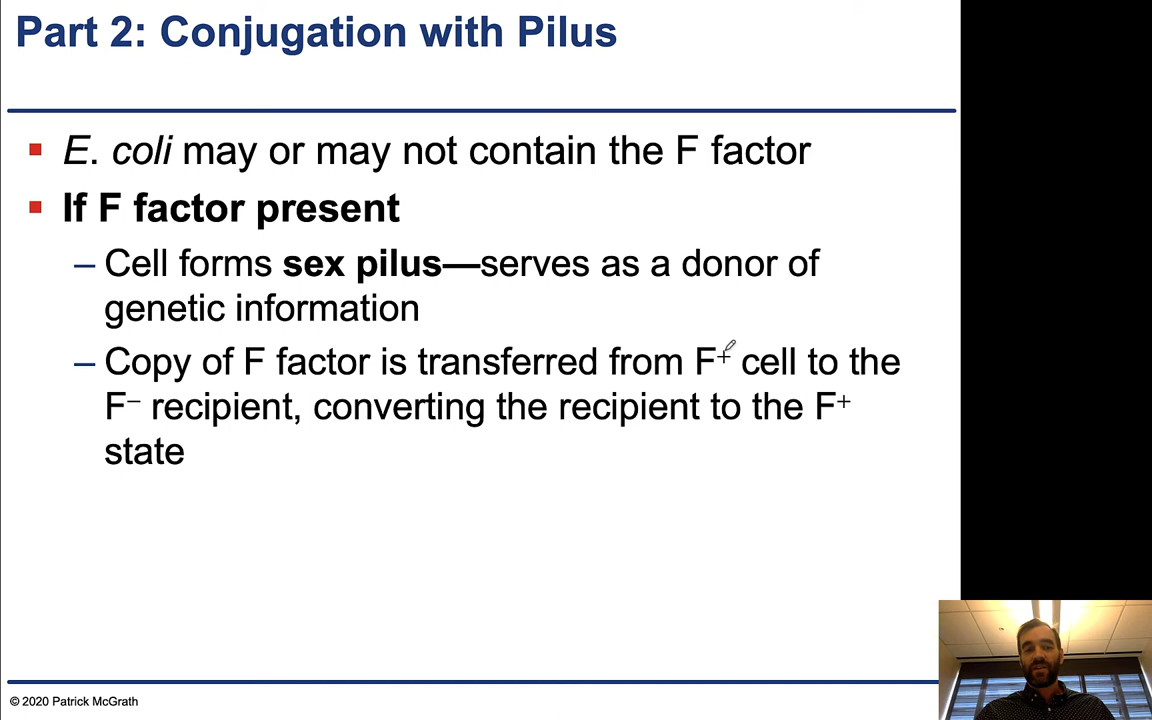 Part 2: Conjugation with Pilus
E. coli may or may not contain the F factor
If F factor present
– Cell forms sex pilus—serves as a donor of
genetic information
– Copy of F factor is transferred from F⁺ cell to the
F⁻ recipient, converting the recipient to the F⁺
state
© 2020 Patrick McGrath